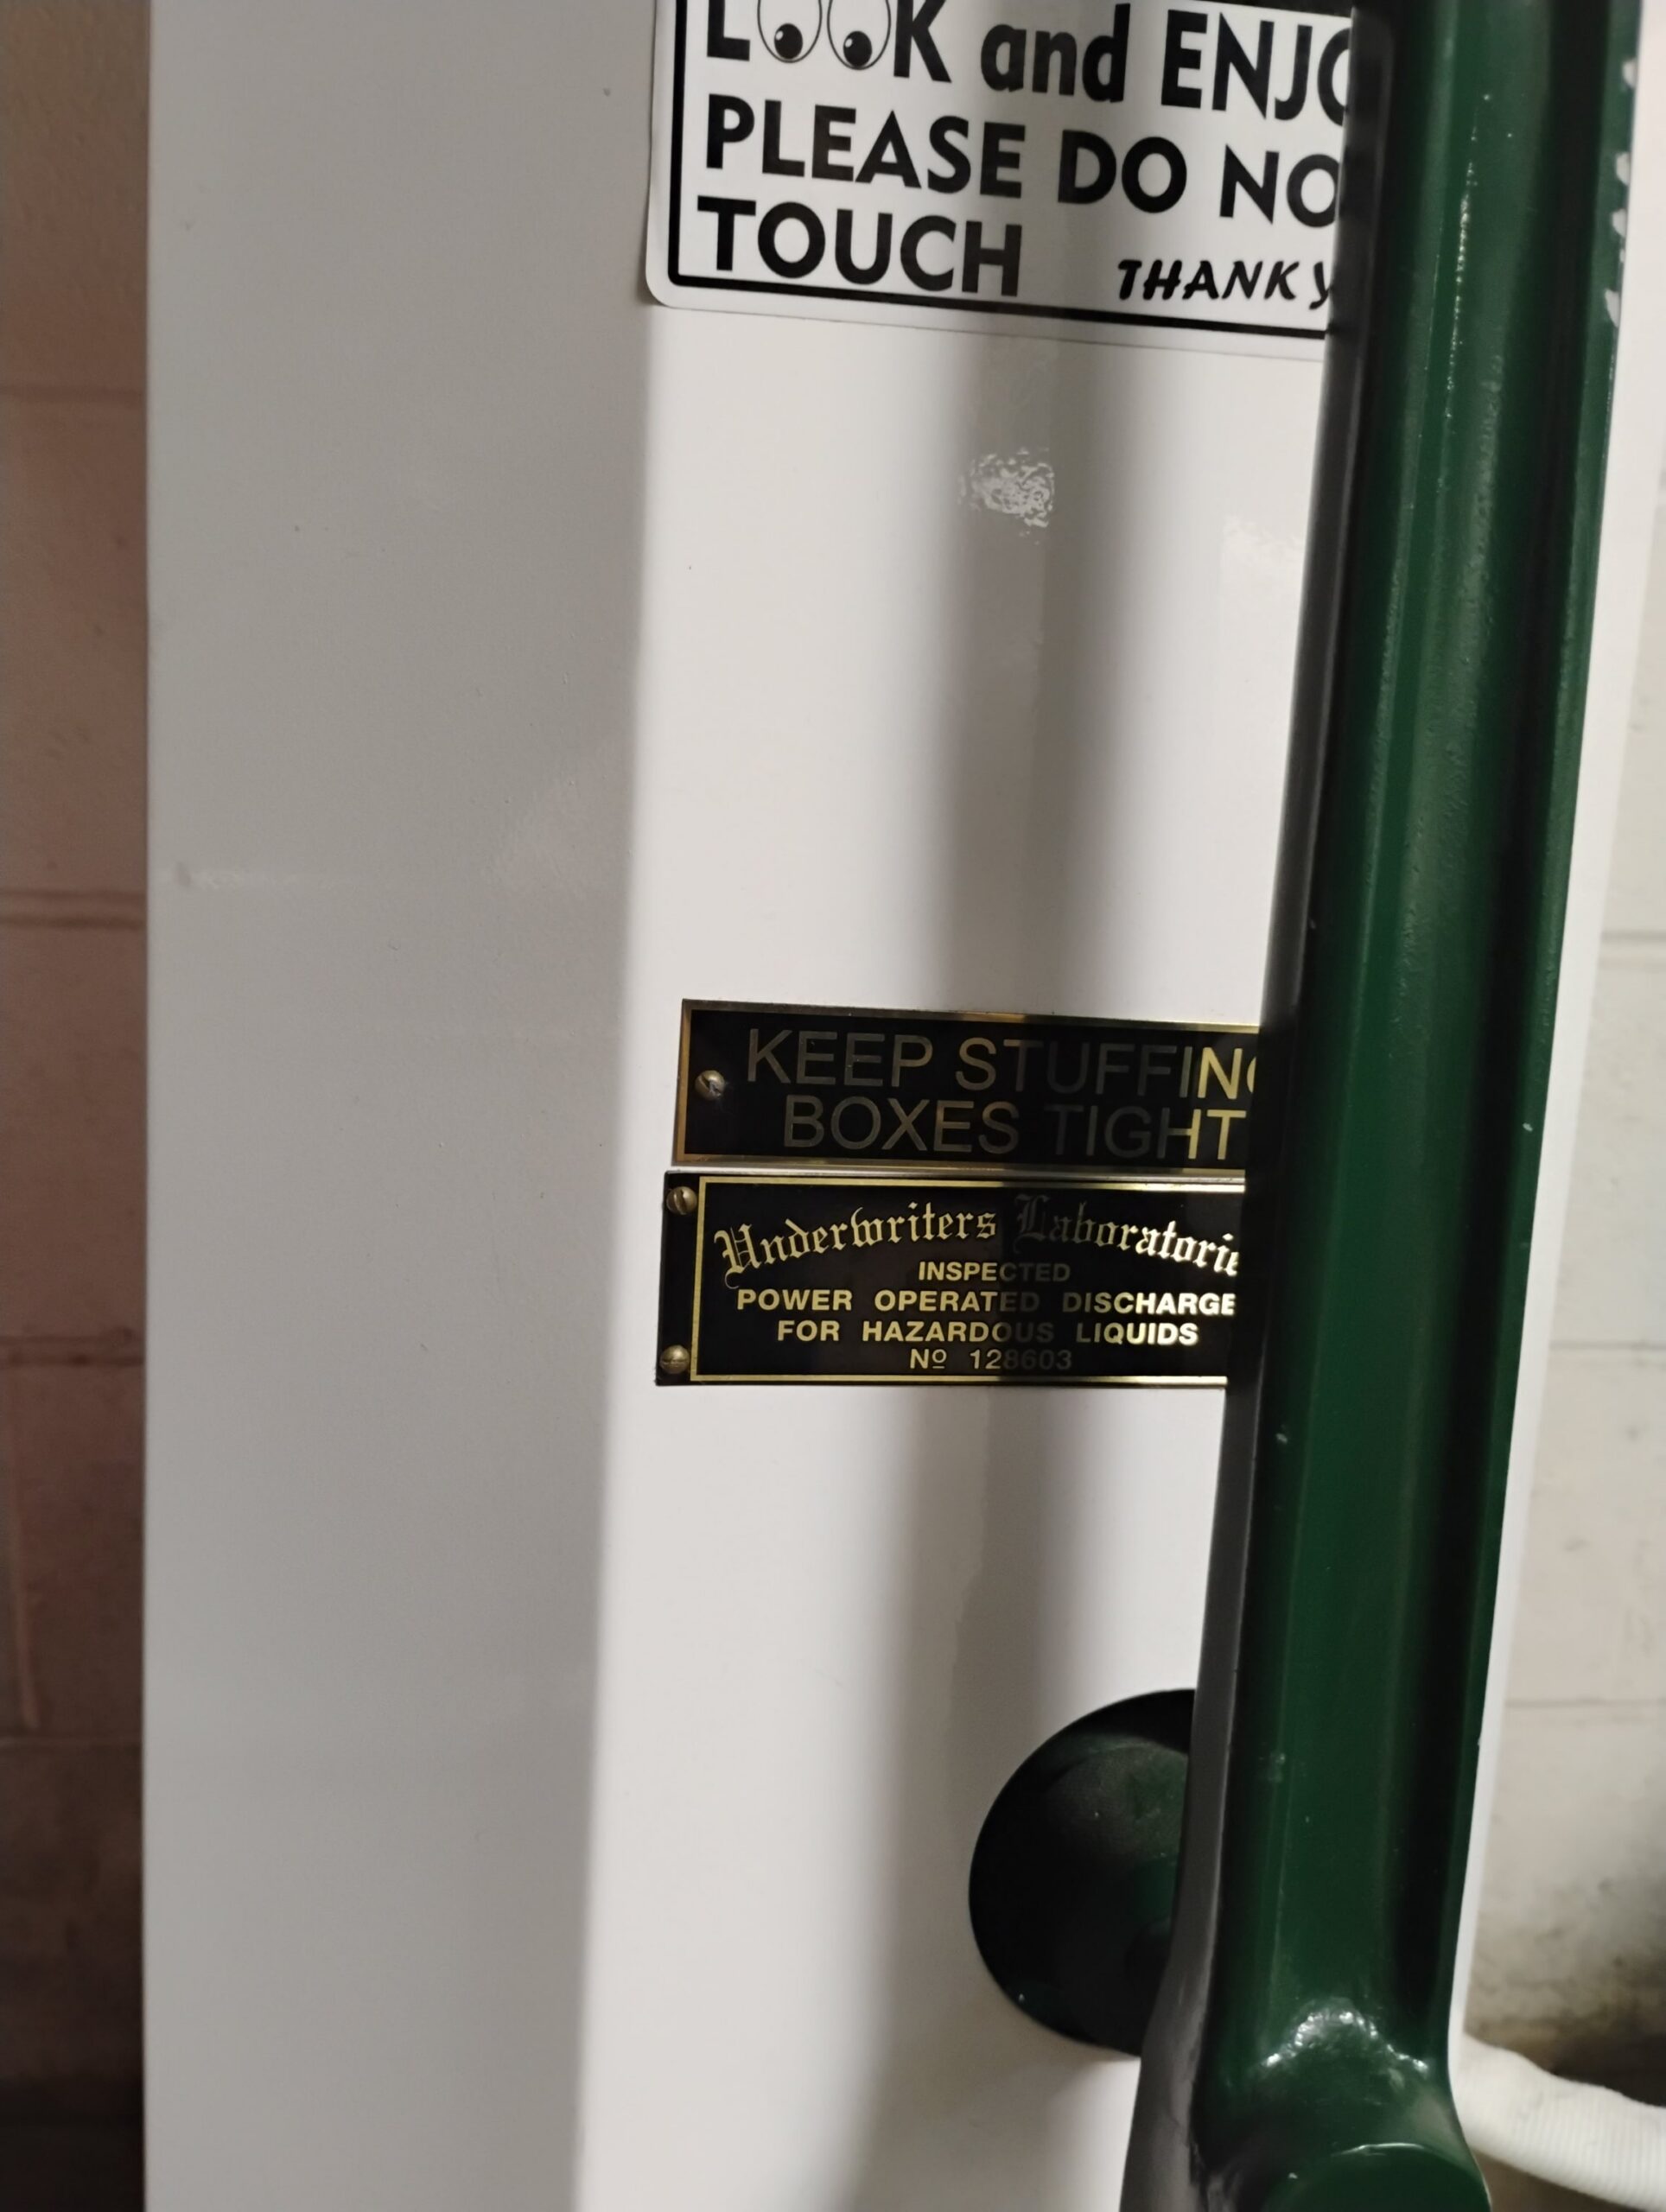 LOOK and ENJO
PLEASE DO NO
TOUCH THANK Y
KEEP STUFFING
BOXES TIGHT
Underwriters Laboratorie
INSPECTED
POWER OPERATED DISCHARGE
FOR HAZARDOUS LIQUIDS
Nº 128603